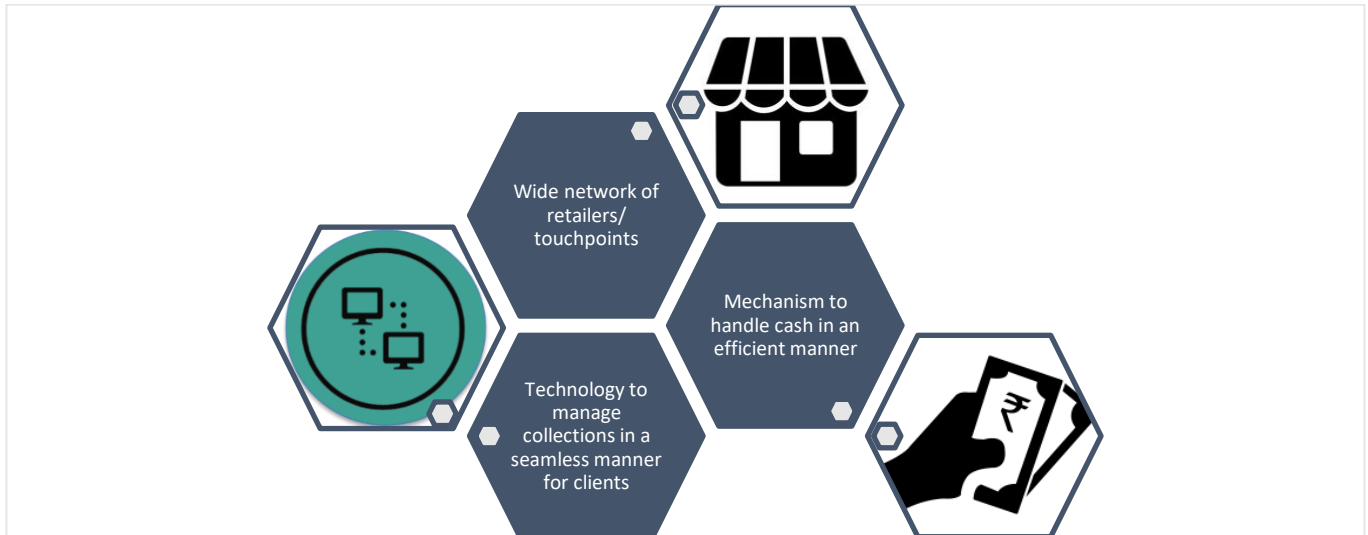 Wide network of
retailers/
touchpoints
Mechanism to
handle cash in an
efficient manner
Technology to
manage
collections in a
seamless manner
for clients
₹